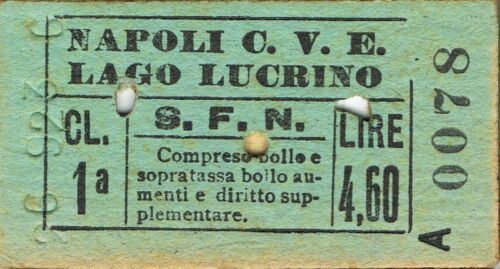 NAPOLI C. V. E.
LAGO LUCRINO
CL.
1a
S. F. N.
Compreso bollo e
sopratassa bollo au-
menti e diritto sup-
plementare.
LIRE
4,60
A 0078